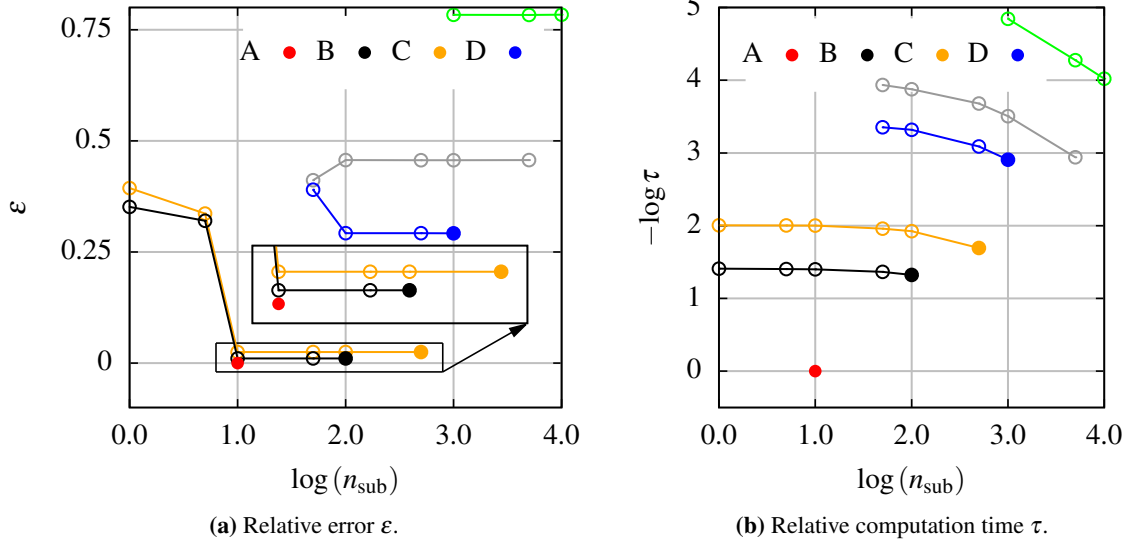 0.75
0.5
0.25
0
ε
A B C D
0.0 1.0 2.0 3.0 4.0
log (n_sub)
(a) Relative error ε.
5
4
3
2
1
0
−log τ
A B C D
0.0 1.0 2.0 3.0 4.0
log (n_sub)
(b) Relative computation time τ.